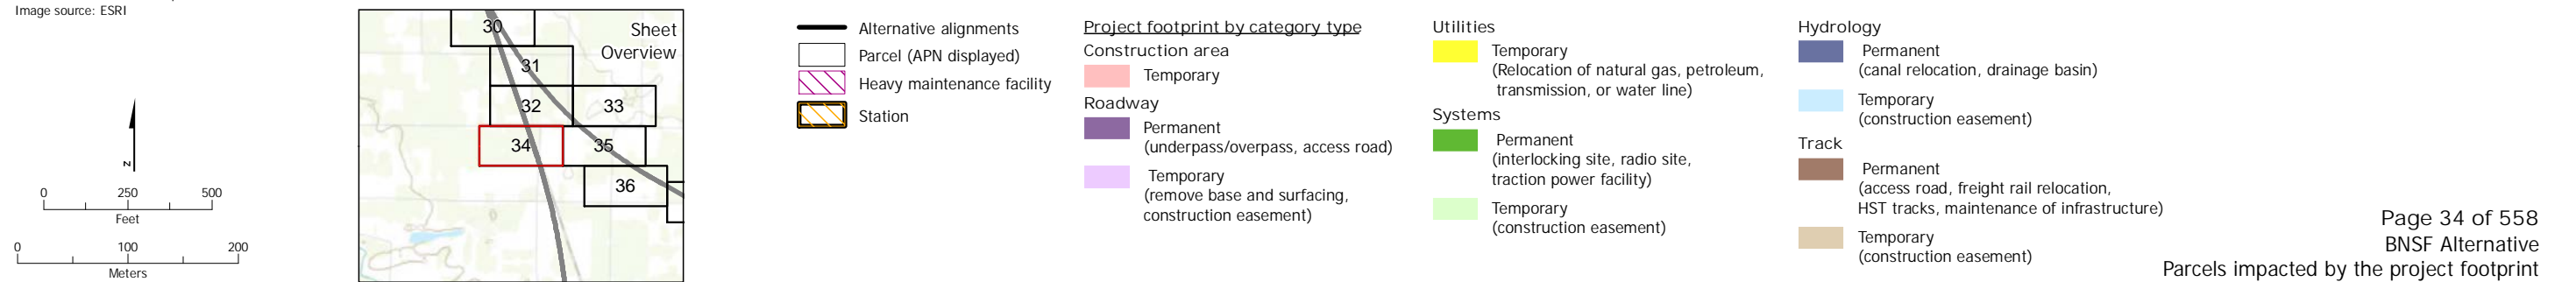 Image source: ESRI
N
0 250 500
Feet
0 100 200
Meters
Sheet
Overview
30
31
32
33
34
35
36
Alternative alignments
Parcel (APN displayed)
Heavy maintenance facility
Station
Project footprint by category type
Construction area
Temporary
Roadway
Permanent
(underpass/overpass, access road)
Temporary
(remove base and surfacing,
construction easement)
Utilities
Temporary
(Relocation of natural gas, petroleum,
transmission, or water line)
Systems
Permanent
(interlocking site, radio site,
traction power facility)
Temporary
(construction easement)
Hydrology
Permanent
(canal relocation, drainage basin)
Temporary
(construction easement)
Track
Permanent
(access road, freight rail relocation,
HST tracks, maintenance of infrastructure)
Temporary
(construction easement)
Page 34 of 558
BNSF Alternative
Parcels impacted by the project footprint